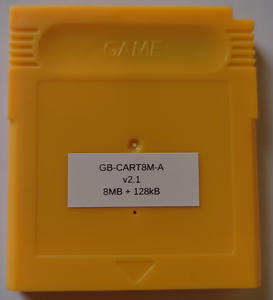 GAME
GB-CART8M-A
v2.1
8MB + 128kB